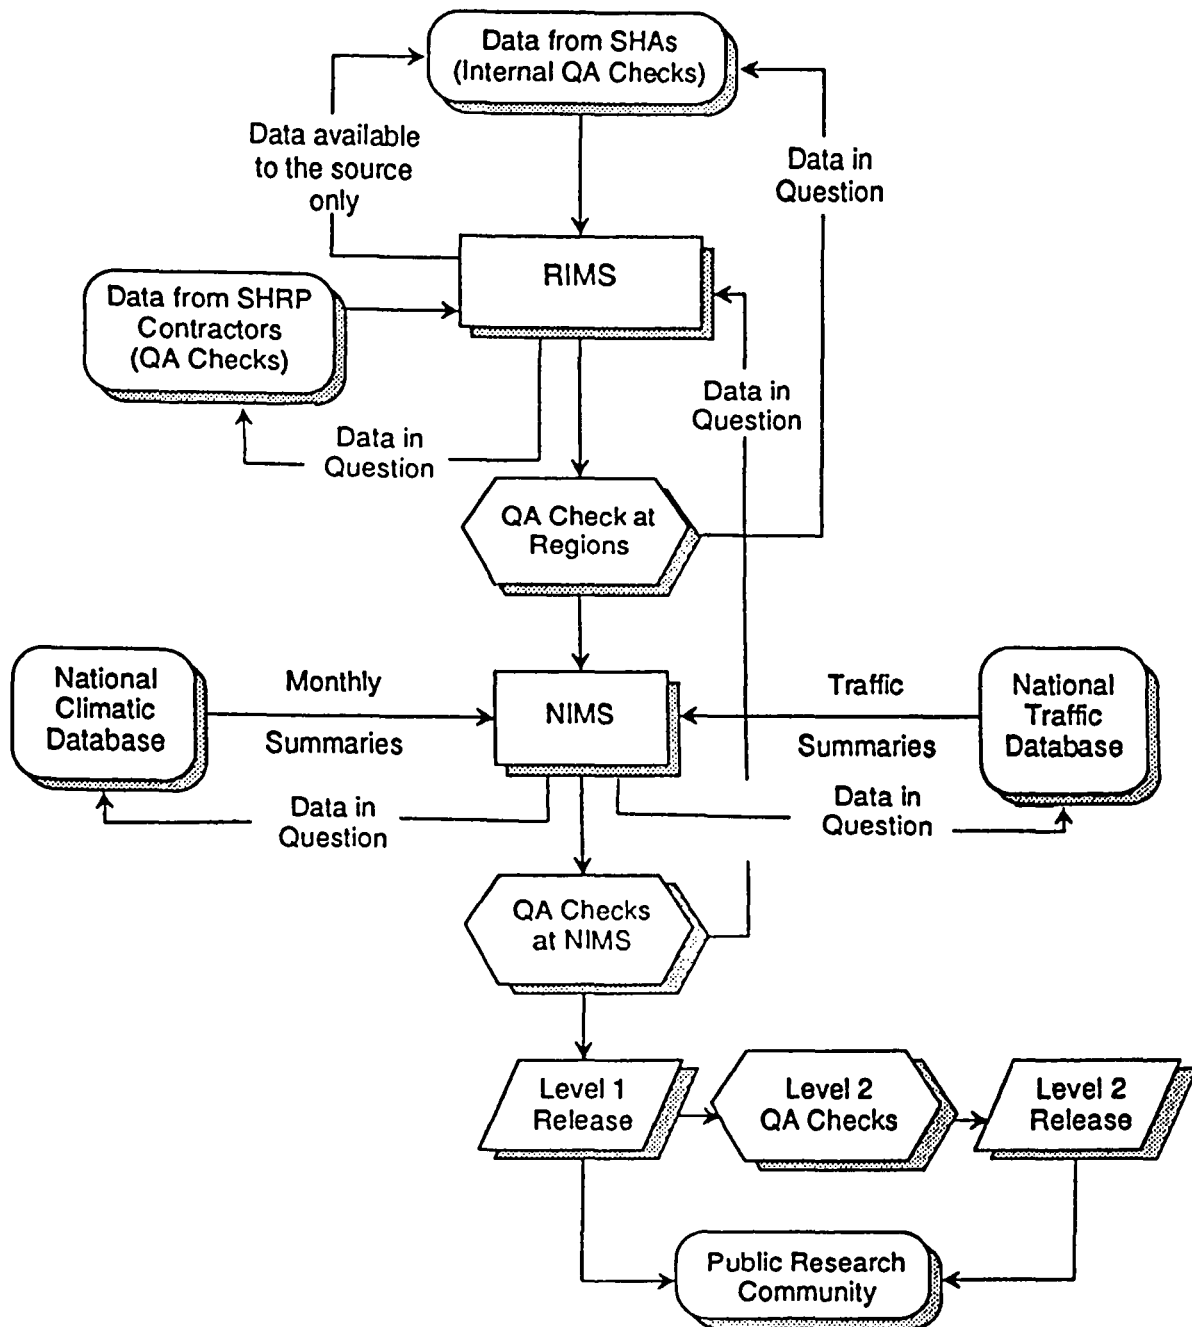 Data from SHAs
(Internal QA Checks)
Data available
to the source
only
Data in
Question
RIMS
Data from SHRP
Contractors
(QA Checks)
Data in
Question
Data in
Question
QA Check at
Regions
National
Climatic
Database
Monthly
Summaries
NIMS
Traffic
Summaries
National
Traffic
Database
Data in
Question
Data in
Question
QA Checks
at NIMS
Level 1
Release
Level 2
QA Checks
Level 2
Release
Public Research
Community